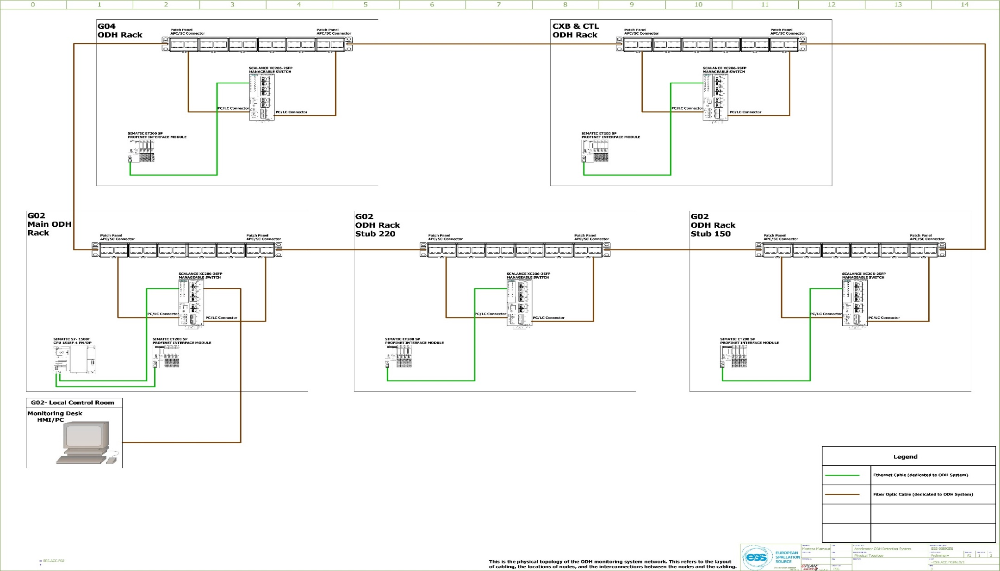 0 1 2 3 4 5 6 7 8 9 10 11 12 13 14
G04
ODH Rack
Patch Panel
APC/SC Connector
Patch Panel
APC/SC Connector
SCALANCE XC206-2SFP
MANAGEABLE SWITCH
PC/LC Connector
PC/LC Connector
SIMATIC ET200 SP
PROFINET INTERFACE MODULE
CXB & CTL
ODH Rack
Patch Panel
APC/SC Connector
Patch Panel
APC/SC Connector
SCALANCE XC206-2SFP
MANAGEABLE SWITCH
PC/LC Connector
PC/LC Connector
SIMATIC ET200 SP
PROFINET INTERFACE MODULE
G02
Main ODH
Rack
Patch Panel
APC/SC Connector
Patch Panel
APC/SC Connector
SCALANCE XC206-2SFP
MANAGEABLE SWITCH
PC/LC Connector
PC/LC Connector
SIMATIC S7- 1500F
CPU 1518F-4 PN/DP
SIMATIC ET200 SP
PROFINET INTERFACE MODULE
G02
ODH Rack
Stub 220
Patch Panel
APC/SC Connector
Patch Panel
APC/SC Connector
SCALANCE XC206-2SFP
MANAGEABLE SWITCH
PC/LC Connector
PC/LC Connector
SIMATIC ET200 SP
PROFINET INTERFACE MODULE
G02
ODH Rack
Stub 150
Patch Panel
APC/SC Connector
Patch Panel
APC/SC Connector
SCALANCE XC206-2SFP
MANAGEABLE SWITCH
PC/LC Connector
PC/LC Connector
SIMATIC ET200 SP
PROFINET INTERFACE MODULE
G02- Local Control Room
Monitoring Desk
HMI/PC
Legend
Ethernet Cable (dedicated to ODH System)
Fiber Optic Cable (dedicated to ODH System)
= ESS.ACC.F02
+
This is the physical topology of the ODH monitoring system network. This refers to the layout
of cabling, the locations of nodes, and the interconnections between the nodes and the cabling.
ess
EUROPEAN
SPALLATION
SOURCE
Morteza Mansour
ePLAN
ESS
Accelerator ODH Detection System
Physical Topology
ESS-0089356
Preliminary
A1
1
2
3